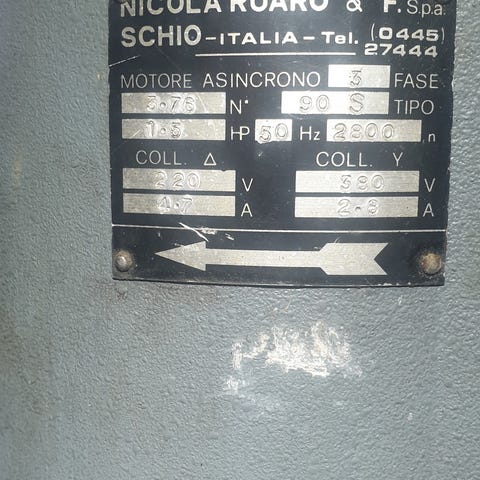 NICOLA ROARO & F. S.p.a.
SCHIO-ITALIA-Tel. (0445)
27444
MOTORE ASINCRONO 3 FASE
3·76 N° 90 S TIPO
1·5 HP 50 Hz 2800 n
COLL. Δ COLL. Y
220 V 380 V
4·7 A 2·8 A